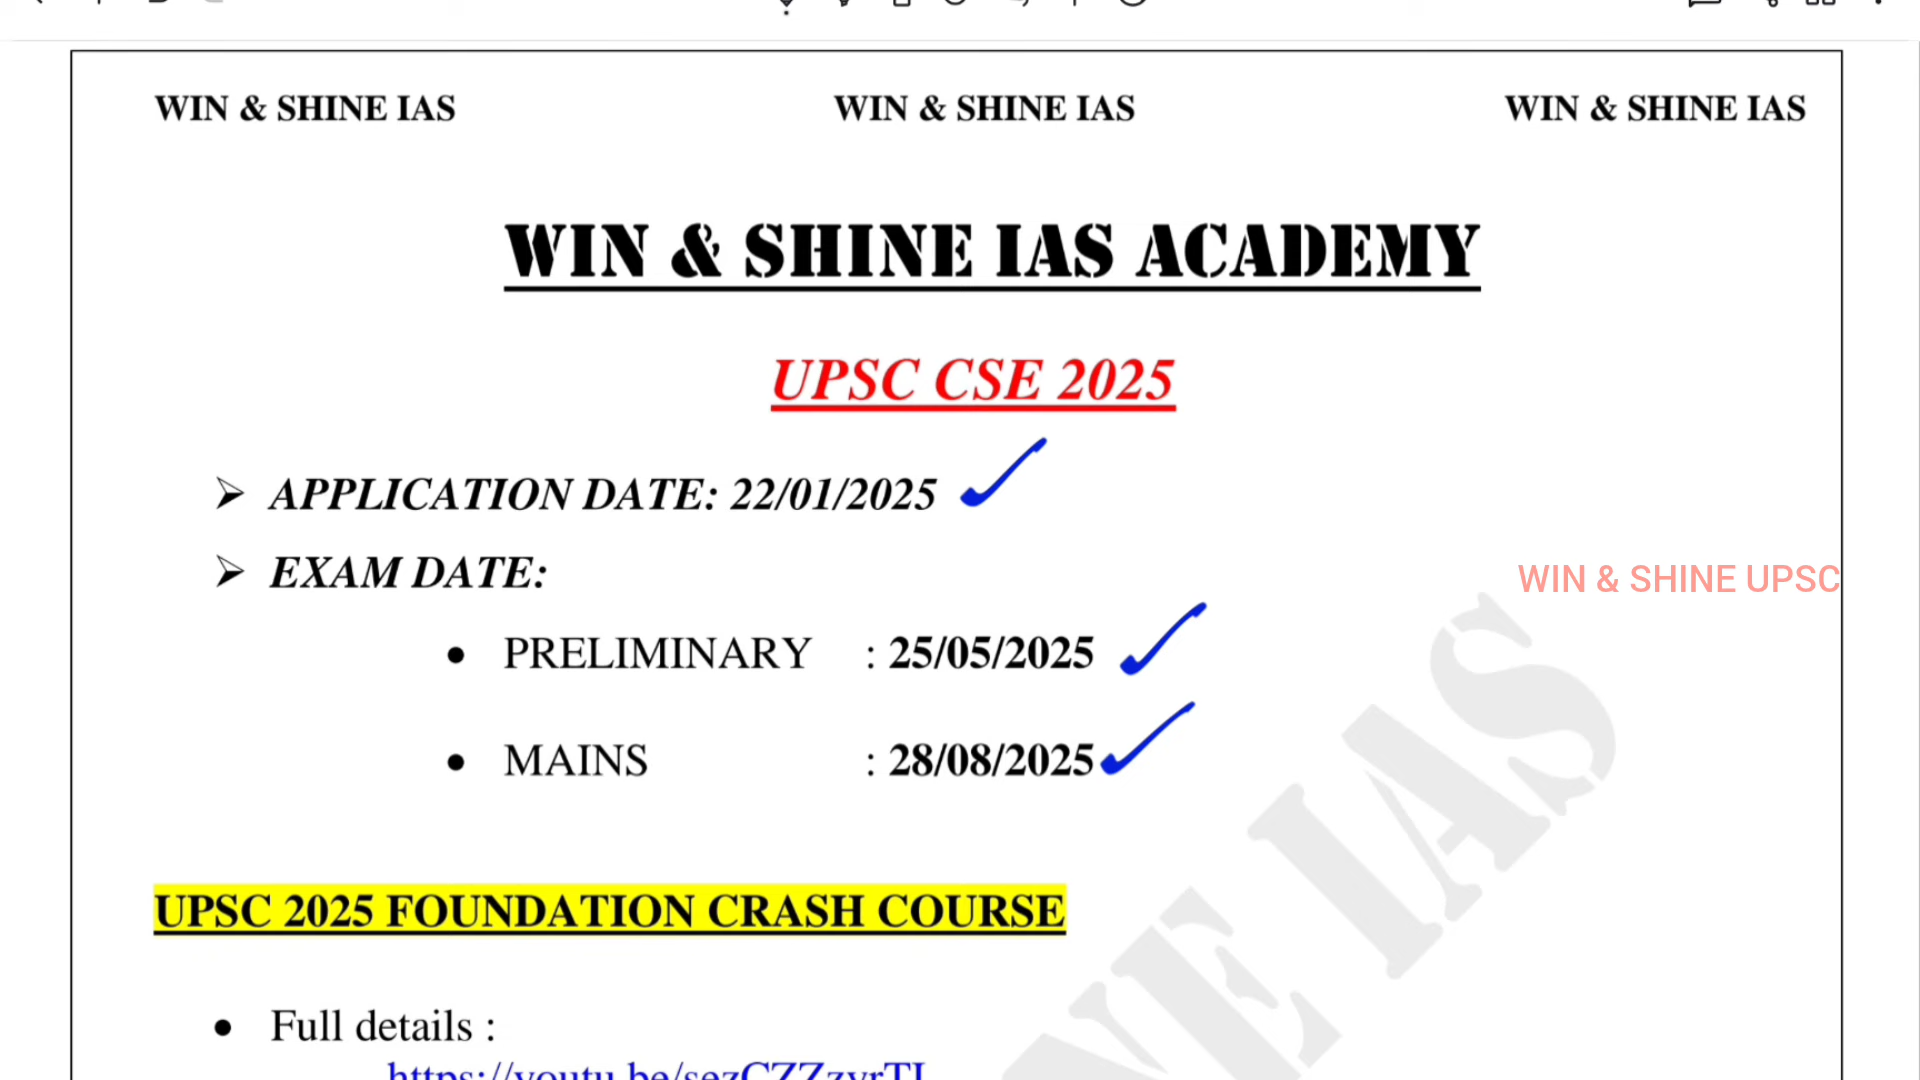 WIN & SHINE IAS WIN & SHINE IAS WIN & SHINE IAS
WIN & SHINE IAS ACADEMY
UPSC CSE 2025
APPLICATION DATE: 22/01/2025
EXAM DATE:
WIN & SHINE UPSC
• PRELIMINARY : 25/05/2025
• MAINS : 28/08/2025
UPSC 2025 FOUNDATION CRASH COURSE
• Full details :
NE IAS